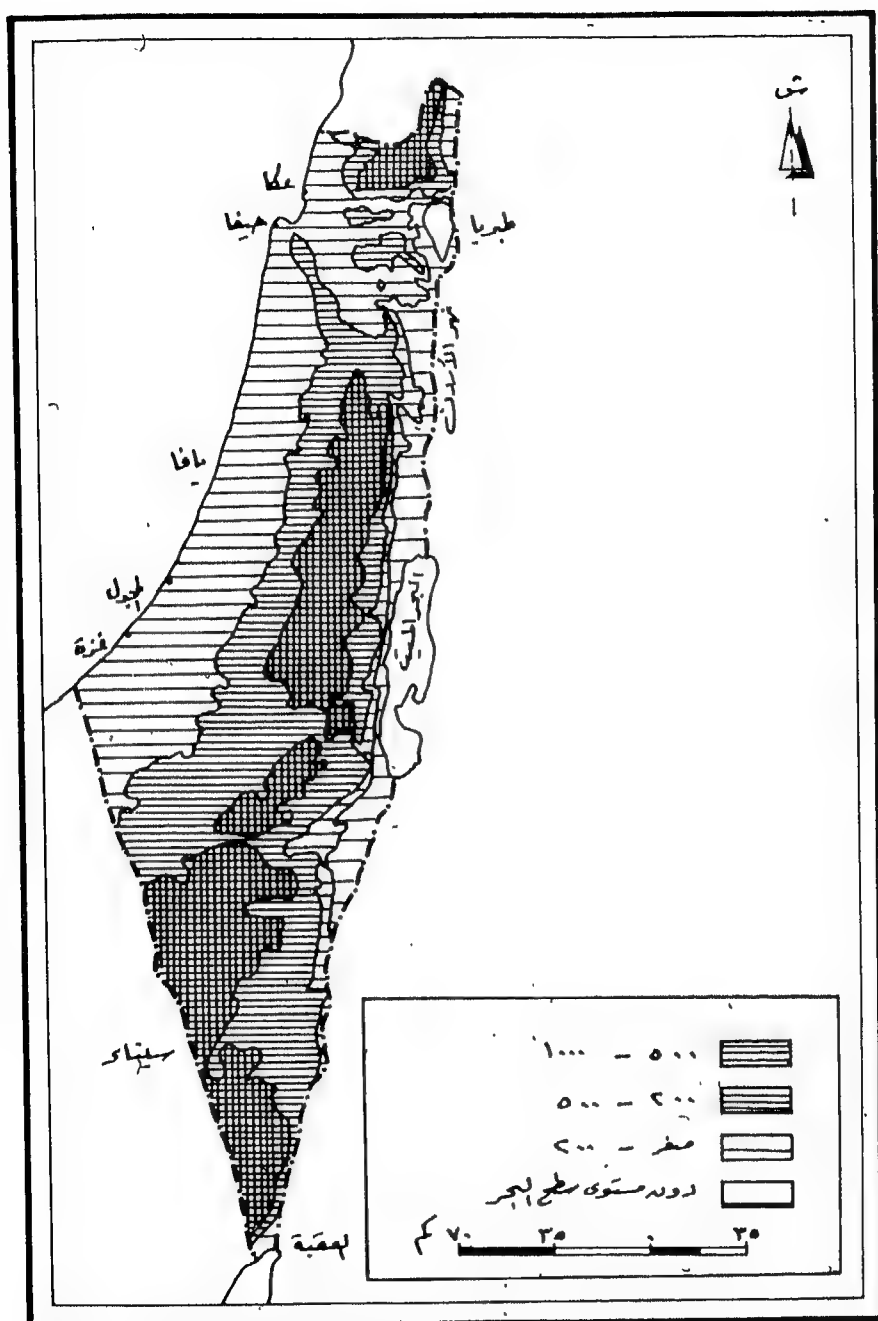 ش
عكا
حيفا
طبريا
نهر الأردن
يافا
المجدل
غزة
البحر الميت
سيناء
العقبة
٥٠٠ – ١٠٠٠
٢٠٠ – ٥٠٠
صفر – ٢٠٠
دون مستوى سطح البحر
٣٥ ٠ ٣٥ ٧٠ كم